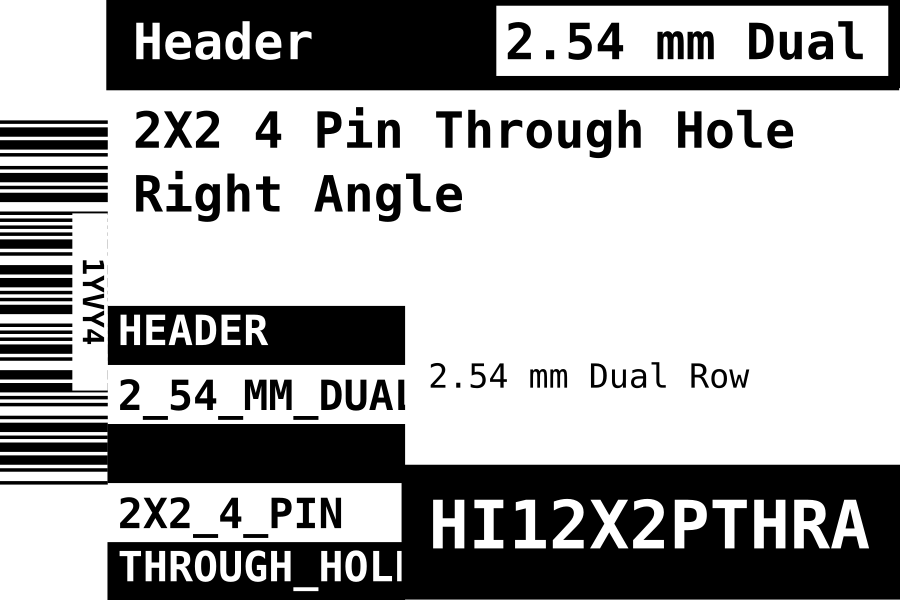 Header
2.54 mm Dual
2X2 4 Pin Through Hole
Right Angle
1YVY4
HEADER
2_54_MM_DUAL
2.54 mm Dual Row
2X2_4_PIN
THROUGH_HOL
HI12X2PTHRA